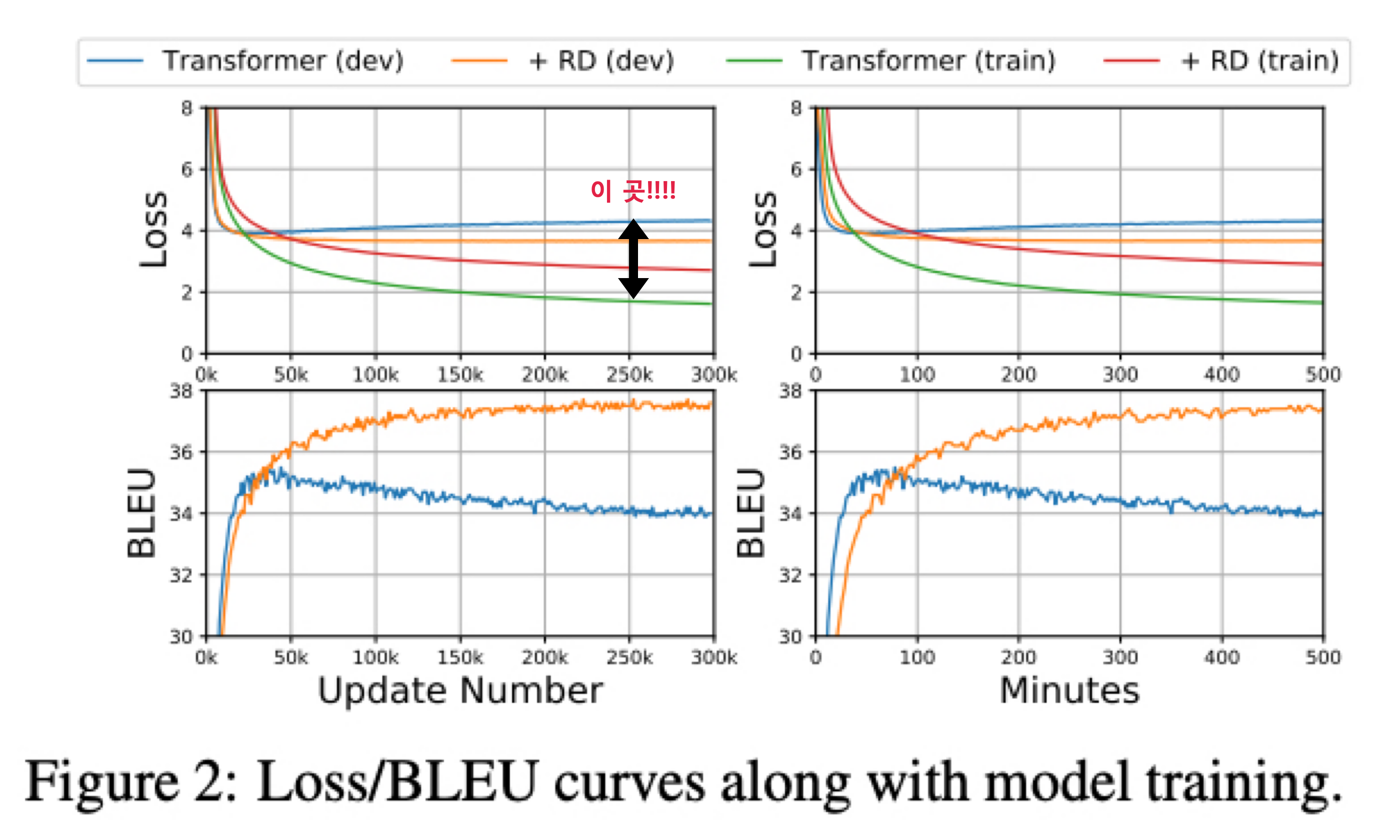 Transformer (dev) + RD (dev) Transformer (train) + RD (train)
8
6
4
2
0
Loss
이 곳!!!!
0k 50k 100k 150k 200k 250k 300k
8
6
4
2
0
Loss
0 100 200 300 400 500
38
36
34
32
30
BLEU
0k 50k 100k 150k 200k 250k 300k
Update Number
38
36
34
32
30
BLEU
0 100 200 300 400 500
Minutes
Figure 2: Loss/BLEU curves along with model training.